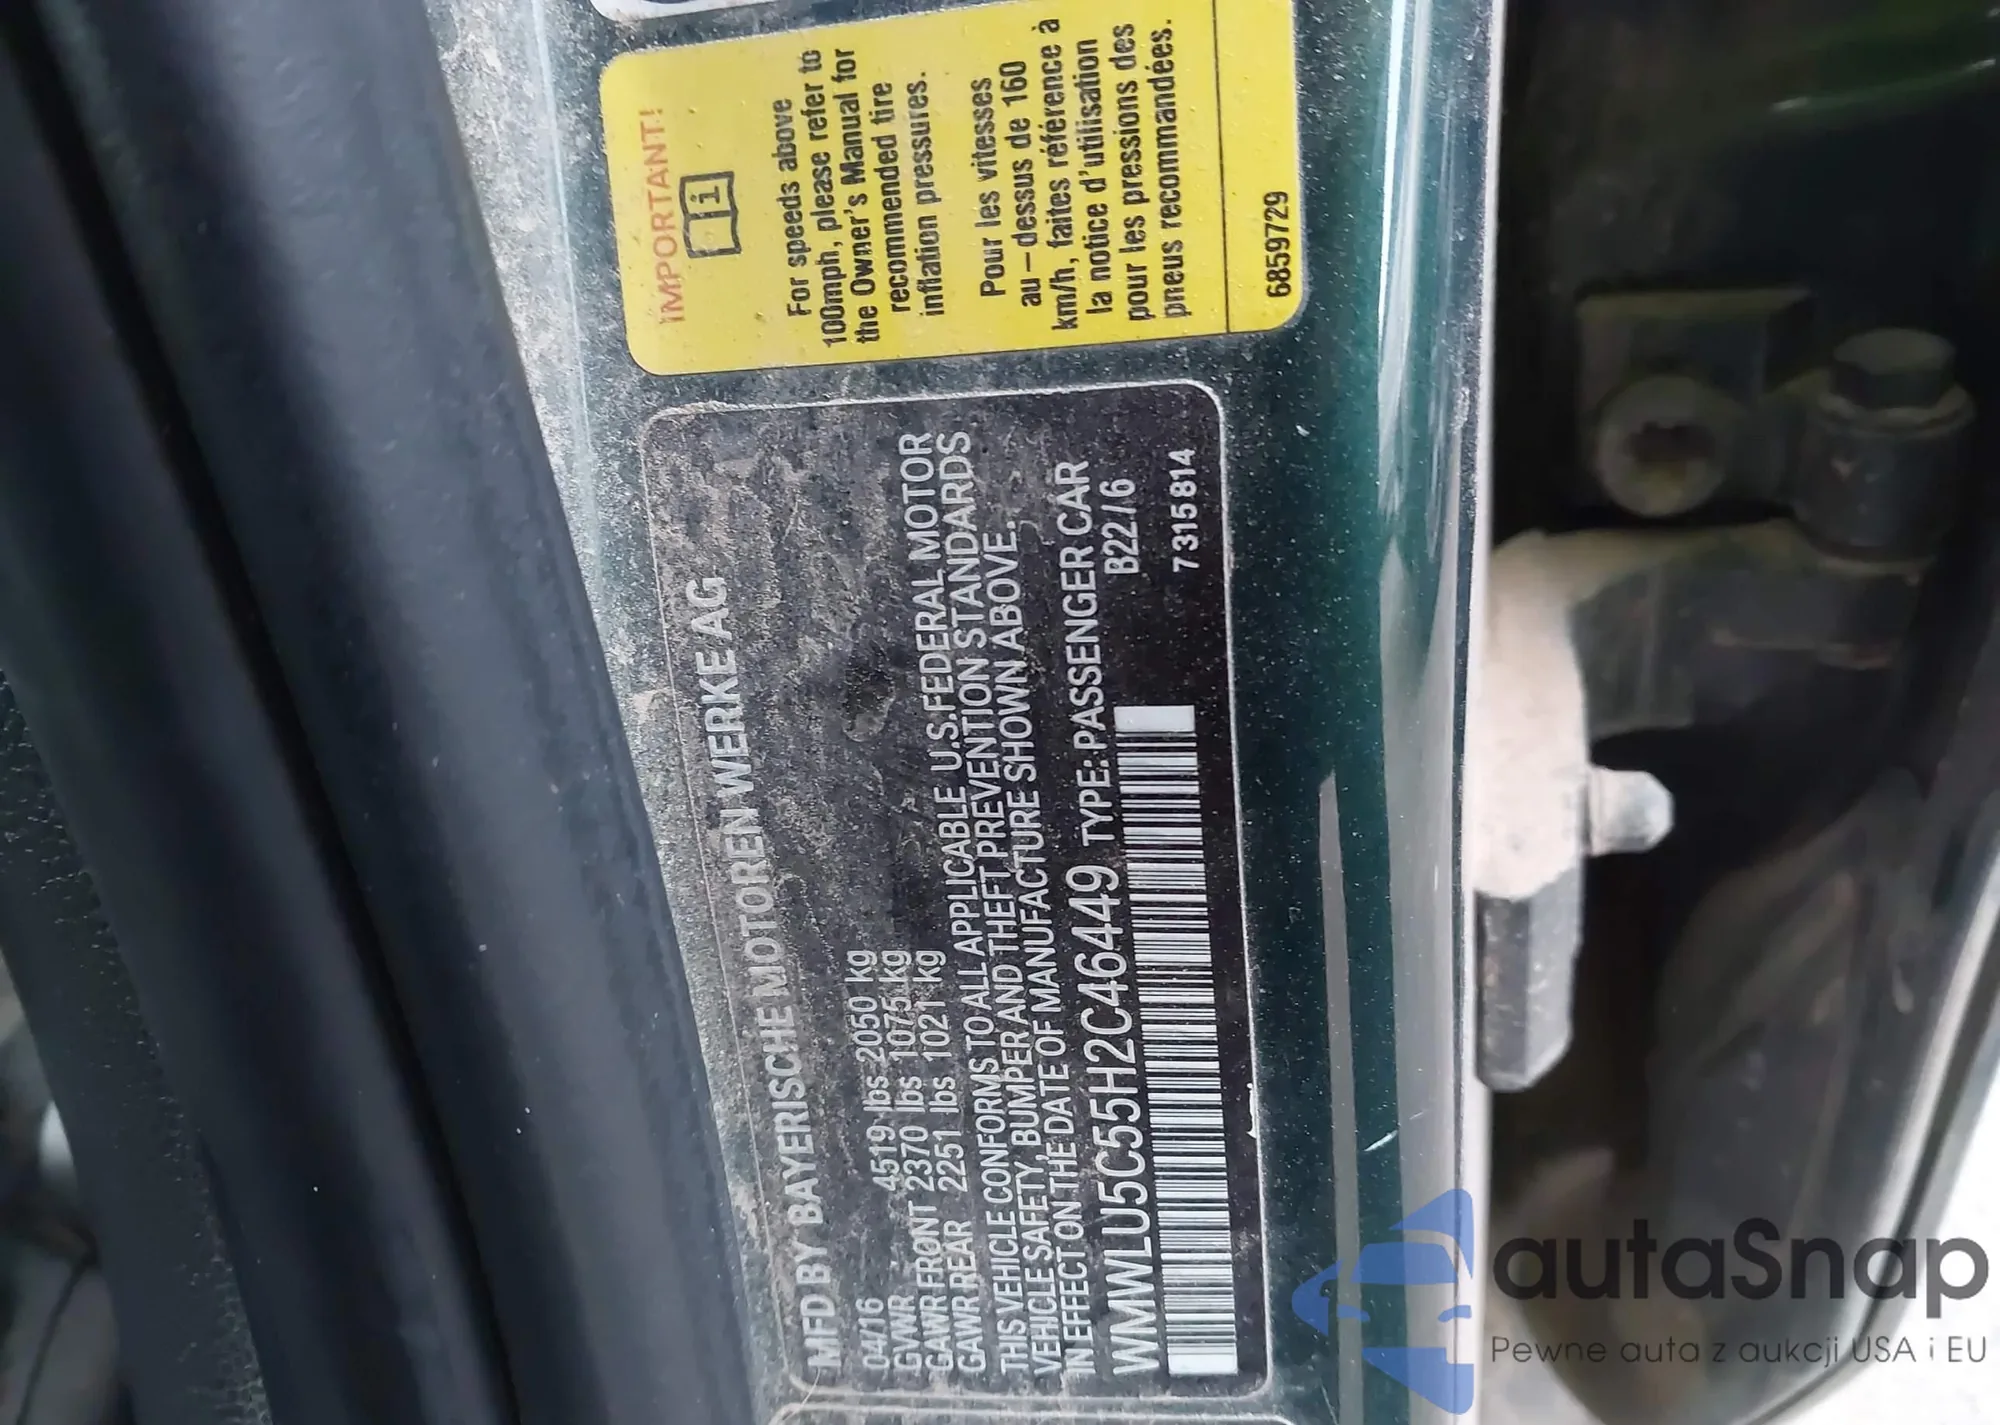 MFD BY BAYERISCHE MOTOREN WERKE AG
04/16
GVWR 4519 lbs 2050 kg
GAWR FRONT 2370 lbs 1075 kg
GAWR REAR 2251 lbs 1021 kg
THIS VEHICLE CONFORMS TO ALL APPLICABLE U.S. FEDERAL MOTOR
VEHICLE SAFETY, BUMPER AND THEFT PREVENTION STANDARDS
IN EFFECT ON THE DATE OF MANUFACTURE SHOWN ABOVE.
WMWLU5C55H2C46449 TYPE: PASSENGER CAR
B22/6
7 315 814
IMPORTANT!
i
For speeds above
100mph, please refer to
the Owner's Manual for
recommended tire
inflation pressures.
Pour les vitesses
au-dessus de 160
km/h, faites référence à
la notice d'utilisation
pour les pressions des
pneus recommandées.
6859729
autaSnap
Pewne auta z aukcji USA i EU